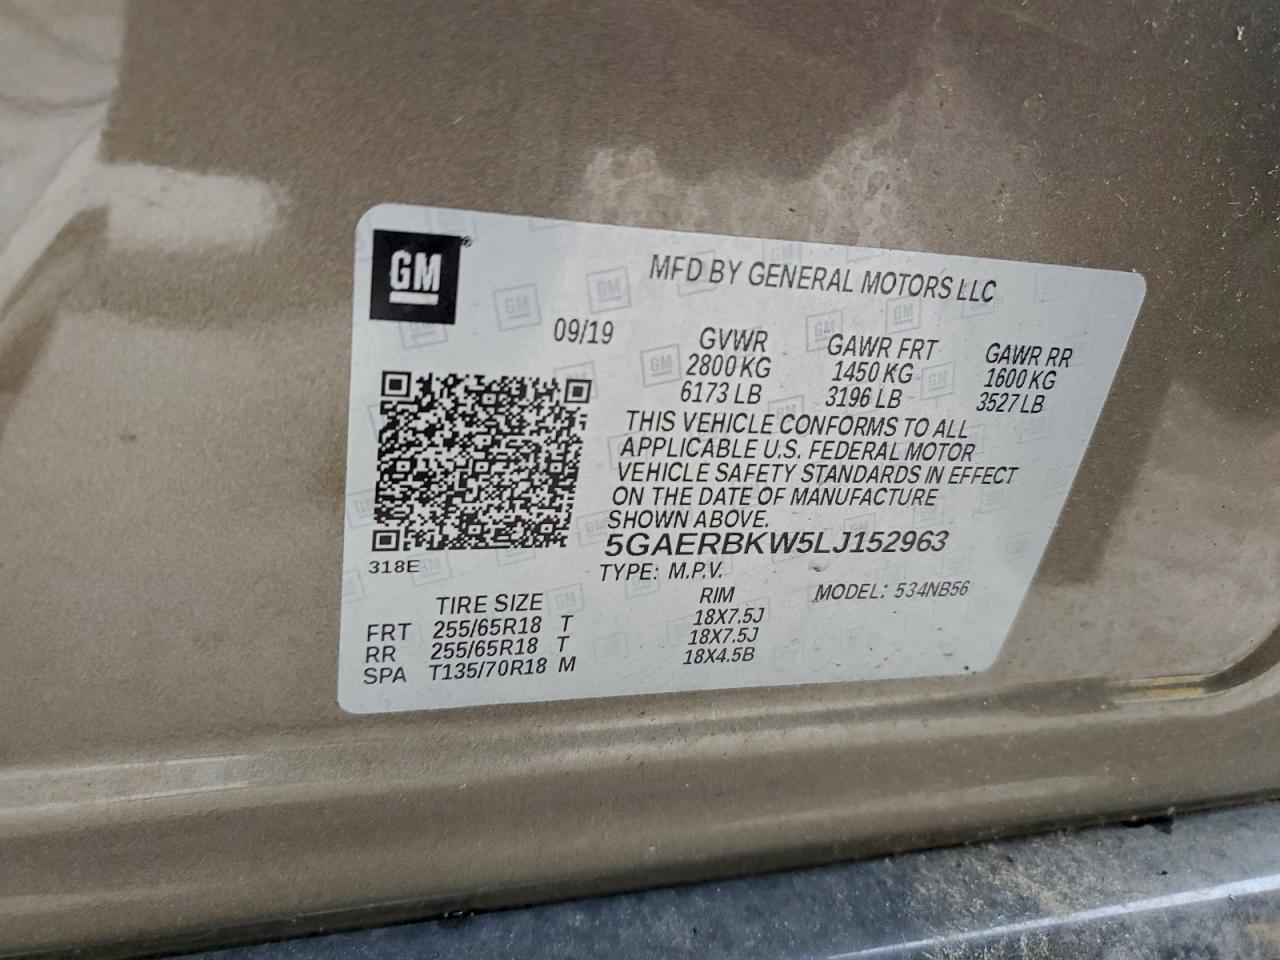 GM ®
MFD BY GENERAL MOTORS LLC
09/19 GVWR GAWR FRT GAWR RR
2800 KG 1450 KG 1600 KG
6173 LB 3196 LB 3527 LB
THIS VEHICLE CONFORMS TO ALL
APPLICABLE U.S. FEDERAL MOTOR
VEHICLE SAFETY STANDARDS IN EFFECT
ON THE DATE OF MANUFACTURE
SHOWN ABOVE.
5GAERBKW5LJ152963
318E
TYPE: M.P.V. MODEL: 534NB56
TIRE SIZE RIM
FRT 255/65R18 T 18X7.5J
RR 255/65R18 T 18X7.5J
SPA T135/70R18 M 18X4.5B